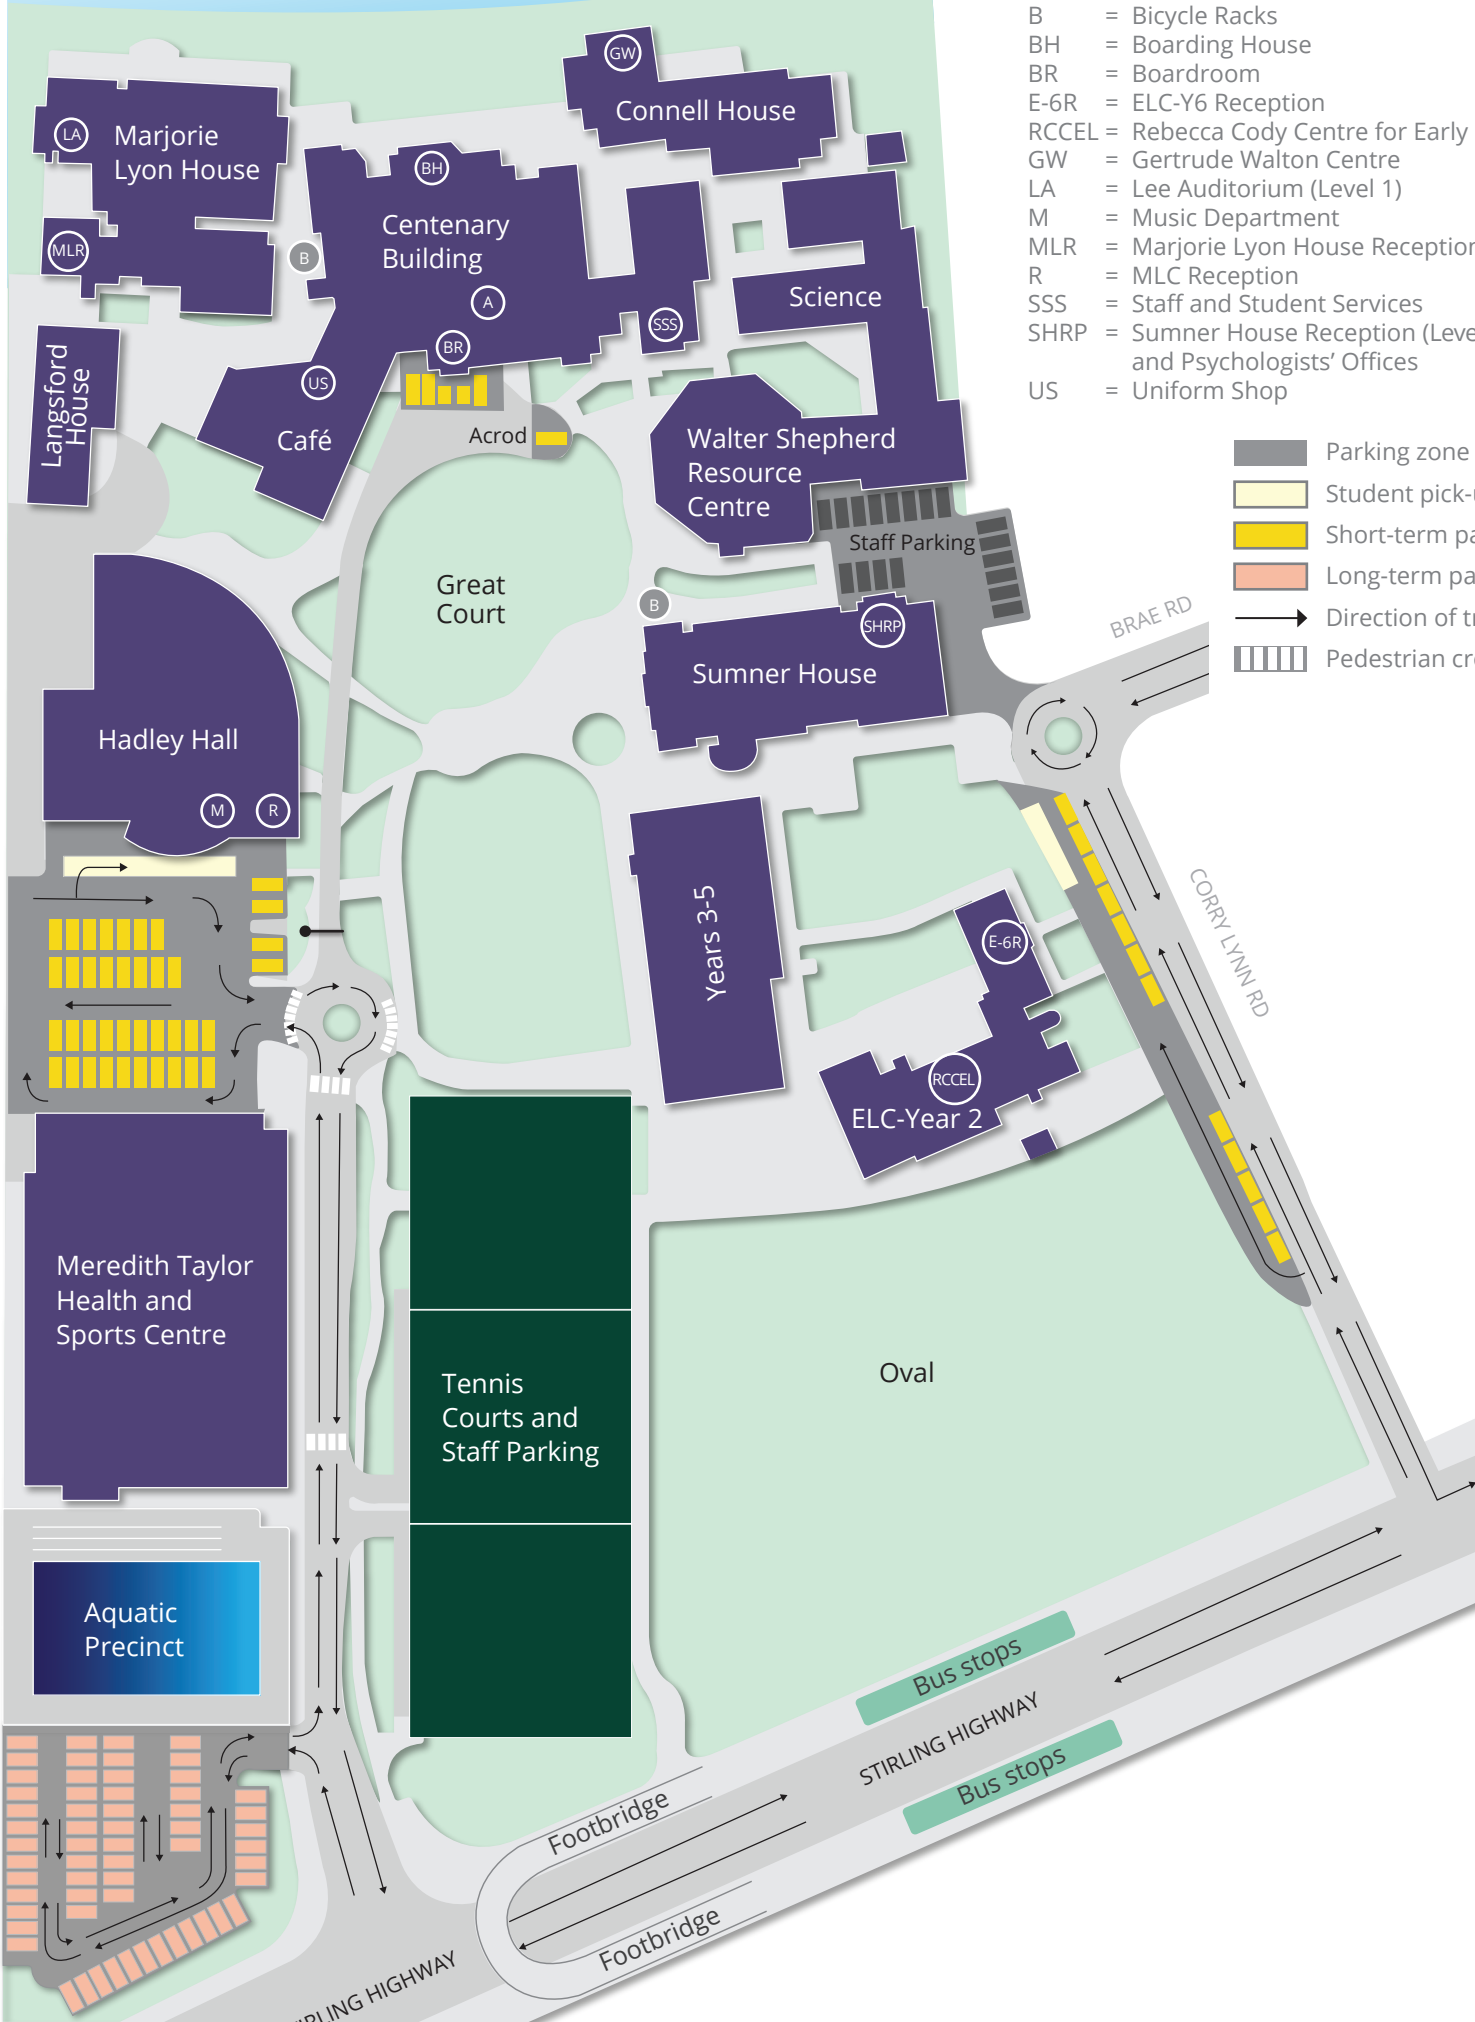 B = Bicycle Racks
BH = Boarding House
BR = Boardroom
E-6R = ELC-Y6 Reception
RCCEL = Rebecca Cody Centre for Early
GW = Gertrude Walton Centre
LA = Lee Auditorium (Level 1)
M = Music Department
MLR = Marjorie Lyon House Reception
R = MLC Reception
SSS = Staff and Student Services
SHRP = Sumner House Reception (Leve
and Psychologists' Offices
US = Uniform Shop
Parking zone
Student pick-
Short-term pa
Long-term pa
Direction of t
Pedestrian cr
GW
Connell House
LA
Marjorie
Lyon House
MLR
BH
Centenary
Building
B
A
BR
SSS
Science
Langsford
House
US
Café
Acrod
Walter Shepherd
Resource
Centre
Staff Parking
Great
Court
B
SHRP
Sumner House
BRAE RD
Hadley Hall
M
R
Years 3-5
E-6R
RCCEL
ELC-Year 2
CORRY LYNN RD
Meredith Taylor
Health and
Sports Centre
Tennis
Courts and
Staff Parking
Oval
Aquatic
Precinct
Bus stops
STIRLING HIGHWAY
Bus stops
Footbridge
Footbridge
IRLING HIGHWAY